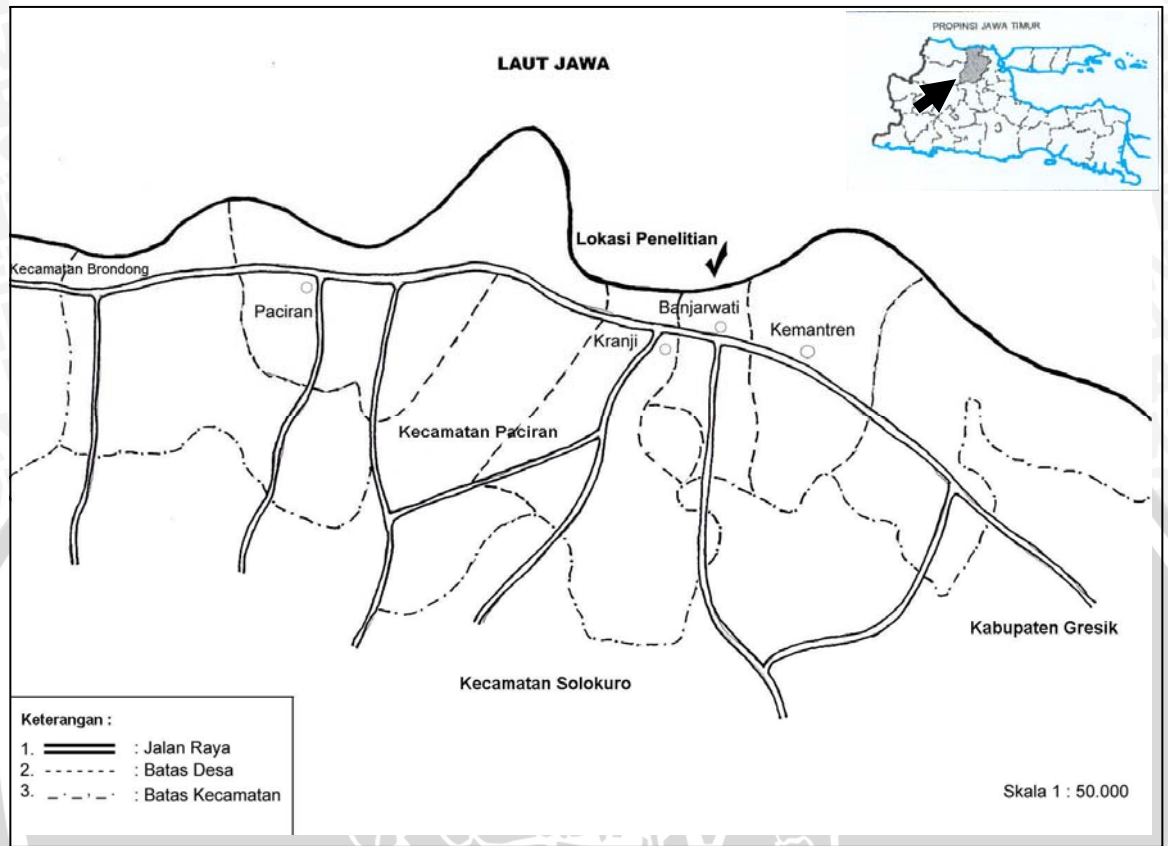 PROPINSI JAWA TIMUR
LAUT JAWA
Lokasi Penelitian
Kecamatan Brondong
Paciran
Banjarwati
Kemantren
Kranji
Kecamatan Paciran
Kabupaten Gresik
Kecamatan Solokuro
Keterangan :
1. : Jalan Raya
2. : Batas Desa
3. : Batas Kecamatan
Skala 1 : 50.000